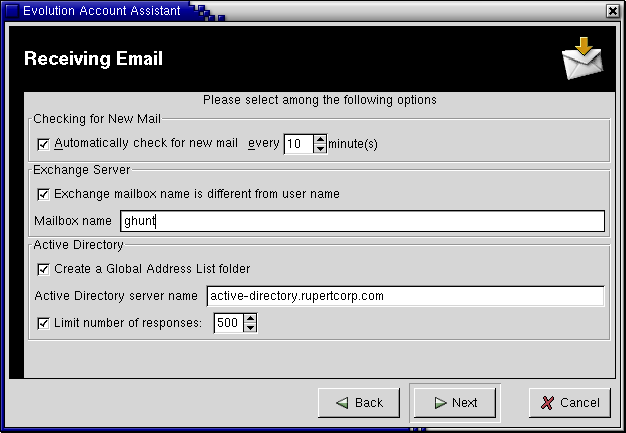 Evolution Account Assistant
Receiving Email
Please select among the following options
Checking for New Mail
Automatically check for new mail every 10 minute(s)
Exchange Server
Exchange mailbox name is different from user name
Mailbox name ghunt
Active Directory
Create a Global Address List folder
Active Directory server name active-directory.rupertcorp.com
Limit number of responses: 500
Back Next Cancel